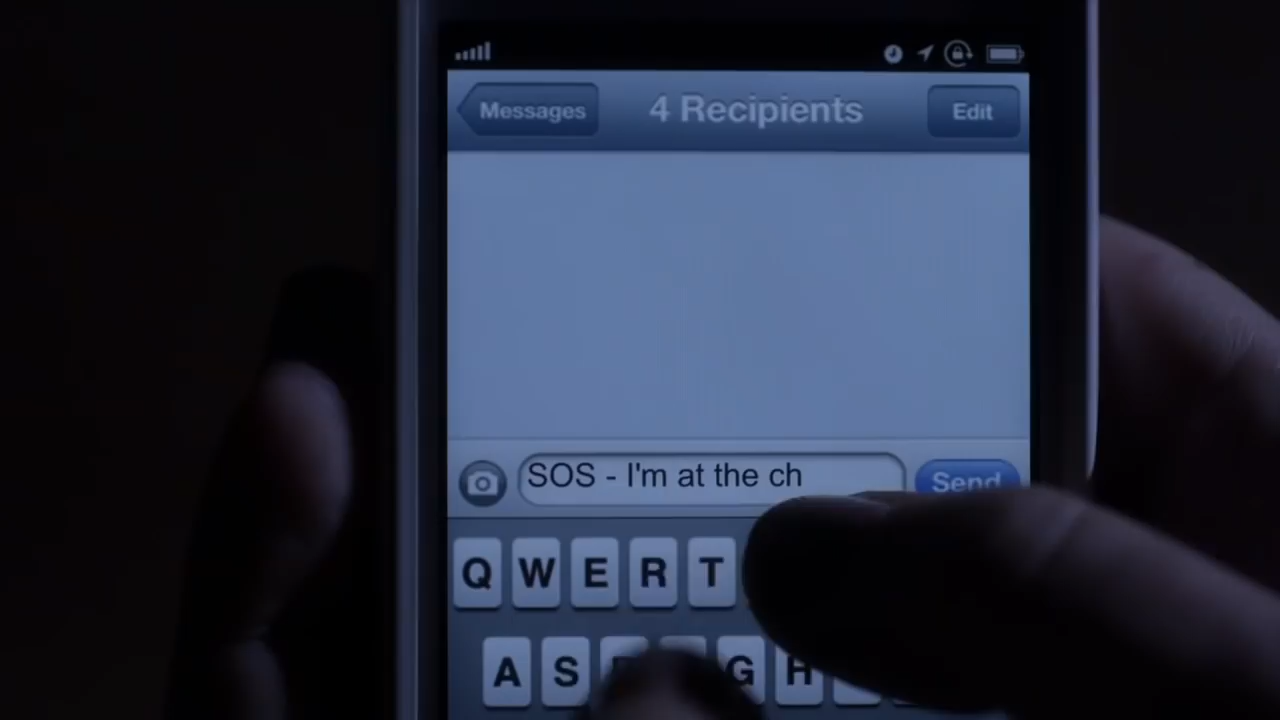 Messages
4 Recipients
Edit
SOS - I'm at the ch
Send
Q W E R T
A S G H